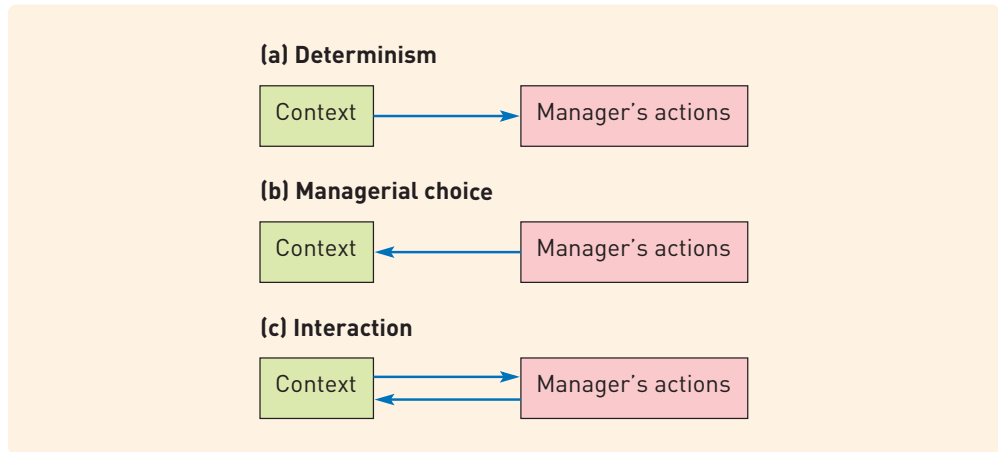 (a) Determinism
Context
Manager’s actions
(b) Managerial choice
Context
Manager’s actions
(c) Interaction
Context
Manager’s actions